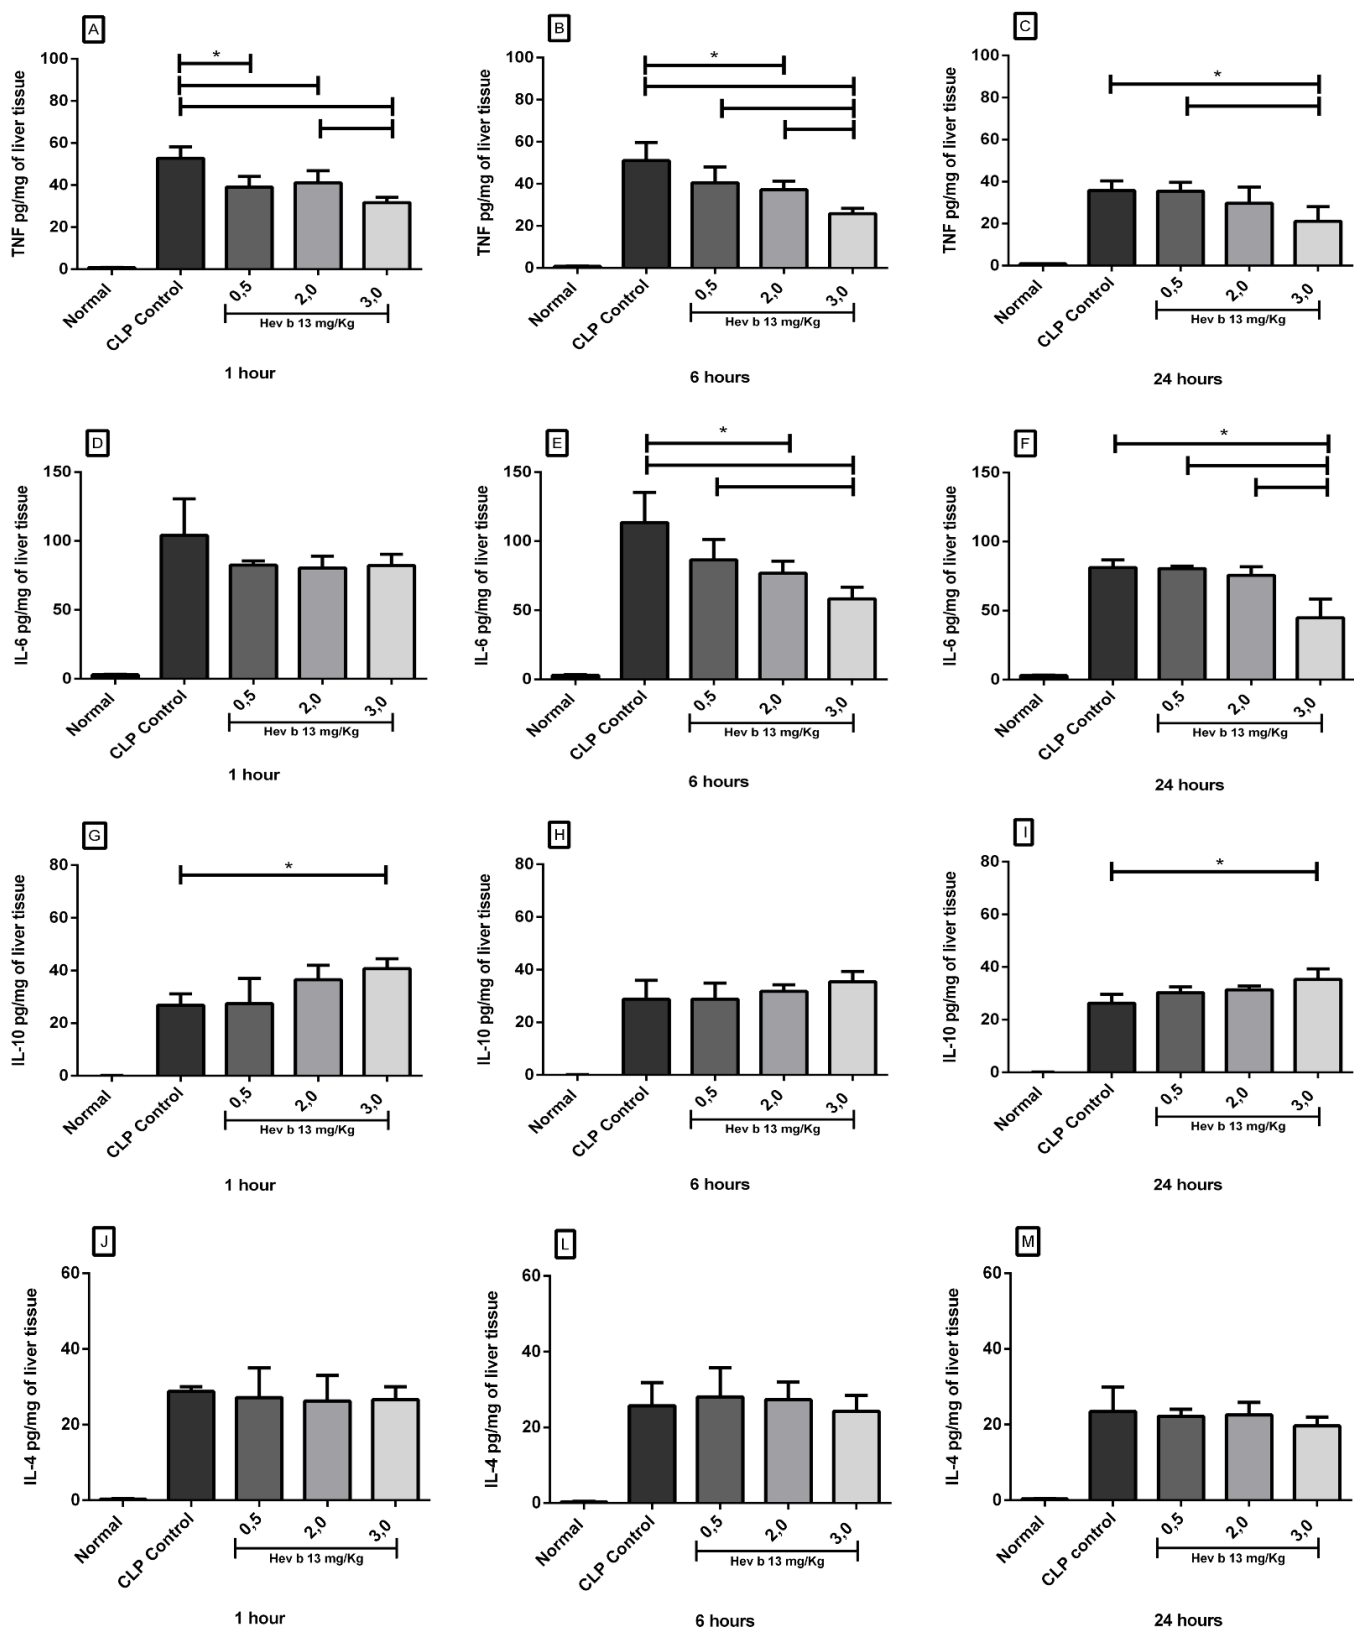 A
TNF pg/mg of liver tissue
100
80
60
40
20
0
*
Normal
CLP Control
0,5
2,0
3,0
Hev b 13 mg/Kg
1 hour
B
TNF pg/mg of liver tissue
100
80
60
40
20
0
*
Normal
CLP Control
0,5
2,0
3,0
Hev b 13 mg/Kg
6 hours
C
TNF pg/mg of liver tissue
100
80
60
40
20
0
*
Normal
CLP Control
0,5
2,0
3,0
Hev b 13 mg/Kg
24 hours
D
IL-6 pg/mg of liver tissue
150
100
50
0
Normal
CLP Control
0,5
2,0
3,0
Hev b 13 mg/Kg
1 hour
E
IL-6 pg/mg of liver tissue
150
100
50
0
*
Normal
CLP Control
0,5
2,0
3,0
Hev b 13 mg/Kg
6 hours
F
IL-6 pg/mg of liver tissue
150
100
50
0
*
Normal
CLP Control
0,5
2,0
3,0
Hev b 13 mg/Kg
24 hours
G
IL-10 pg/mg of liver tissue
80
60
40
20
0
*
Normal
CLP Control
0,5
2,0
3,0
Hev b 13 mg/Kg
1 hour
H
IL-10 pg/mg of liver tissue
80
60
40
20
0
Normal
CLP Control
0,5
2,0
3,0
Hev b 13 mg/Kg
6 hours
I
IL-10 pg/mg of liver tissue
80
60
40
20
0
*
Normal
CLP Control
0,5
2,0
3,0
Hev b 13 mg/Kg
24 hours
J
IL-4 pg/mg of liver tissue
60
40
20
0
Normal
CLP Control
0,5
2,0
3,0
Hev b 13 mg/Kg
1 hour
L
IL-4 pg/mg of liver tissue
60
40
20
0
Normal
CLP Control
0,5
2,0
3,0
Hev b 13 mg/Kg
6 hours
M
IL-4 pg/mg of liver tissue
60
40
20
0
Normal
CLP control
0,5
2,0
3,0
Hev b 13 mg/Kg
24 hours